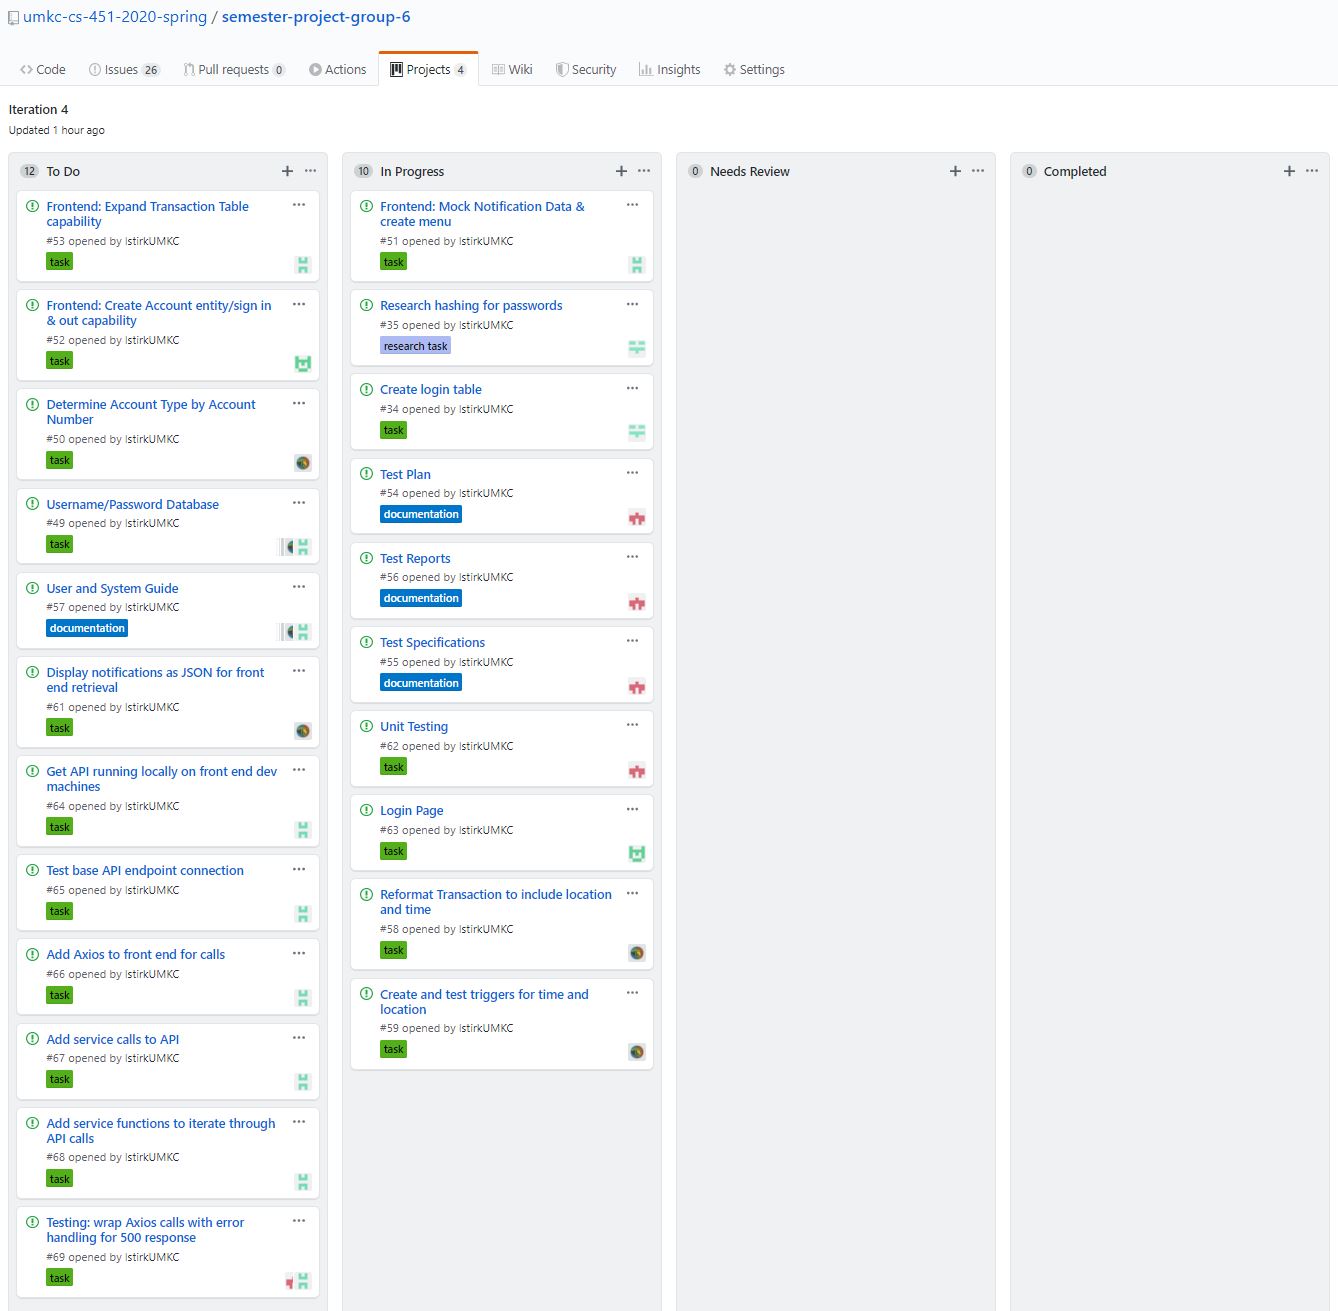 umkc-cs-451-2020-spring / semester-project-group-6
Code
Issues 26
Pull requests 0
Actions
Projects 4
Wiki
Security
Insights
Settings
Iteration 4
Updated 1 hour ago
12 To Do
Frontend: Expand Transaction Table
capability
#53 opened by lstirkUMKC
task
Frontend: Create Account entity/sign in
& out capability
#52 opened by lstirkUMKC
task
Determine Account Type by Account
Number
#50 opened by lstirkUMKC
task
Username/Password Database
#49 opened by lstirkUMKC
task
User and System Guide
#57 opened by lstirkUMKC
documentation
Display notifications as JSON for front
end retrieval
#61 opened by lstirkUMKC
task
Get API running locally on front end dev
machines
#64 opened by lstirkUMKC
task
Test base API endpoint connection
#65 opened by lstirkUMKC
task
Add Axios to front end for calls
#66 opened by lstirkUMKC
task
Add service calls to API
#67 opened by lstirkUMKC
task
Add service functions to iterate through
API calls
#68 opened by lstirkUMKC
task
Testing: wrap Axios calls with error
handling for 500 response
#69 opened by lstirkUMKC
task
10 In Progress
Frontend: Mock Notification Data &
create menu
#51 opened by lstirkUMKC
task
Research hashing for passwords
#35 opened by lstirkUMKC
research task
Create login table
#34 opened by lstirkUMKC
task
Test Plan
#54 opened by lstirkUMKC
documentation
Test Reports
#56 opened by lstirkUMKC
documentation
Test Specifications
#55 opened by lstirkUMKC
documentation
Unit Testing
#62 opened by lstirkUMKC
task
Login Page
#63 opened by lstirkUMKC
task
Reformat Transaction to include location
and time
#58 opened by lstirkUMKC
task
Create and test triggers for time and
location
#59 opened by lstirkUMKC
task
0 Needs Review
0 Completed